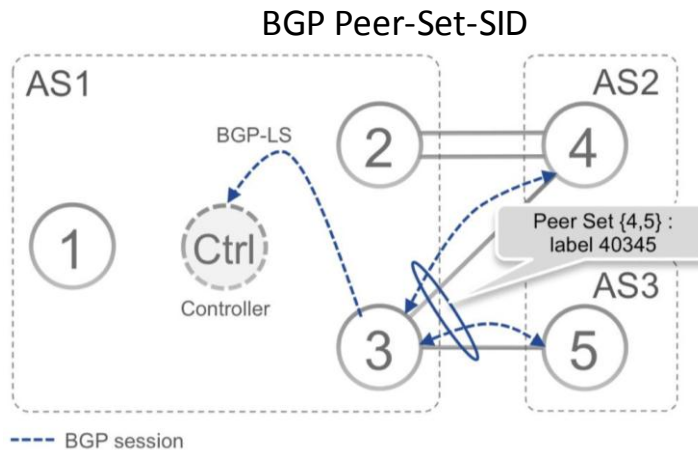 BGP Peer-Set-SID
AS1
AS2
BGP-LS
2
4
1
Ctrl
Peer Set {4,5} :
label 40345
Controller
AS3
3
5
BGP session